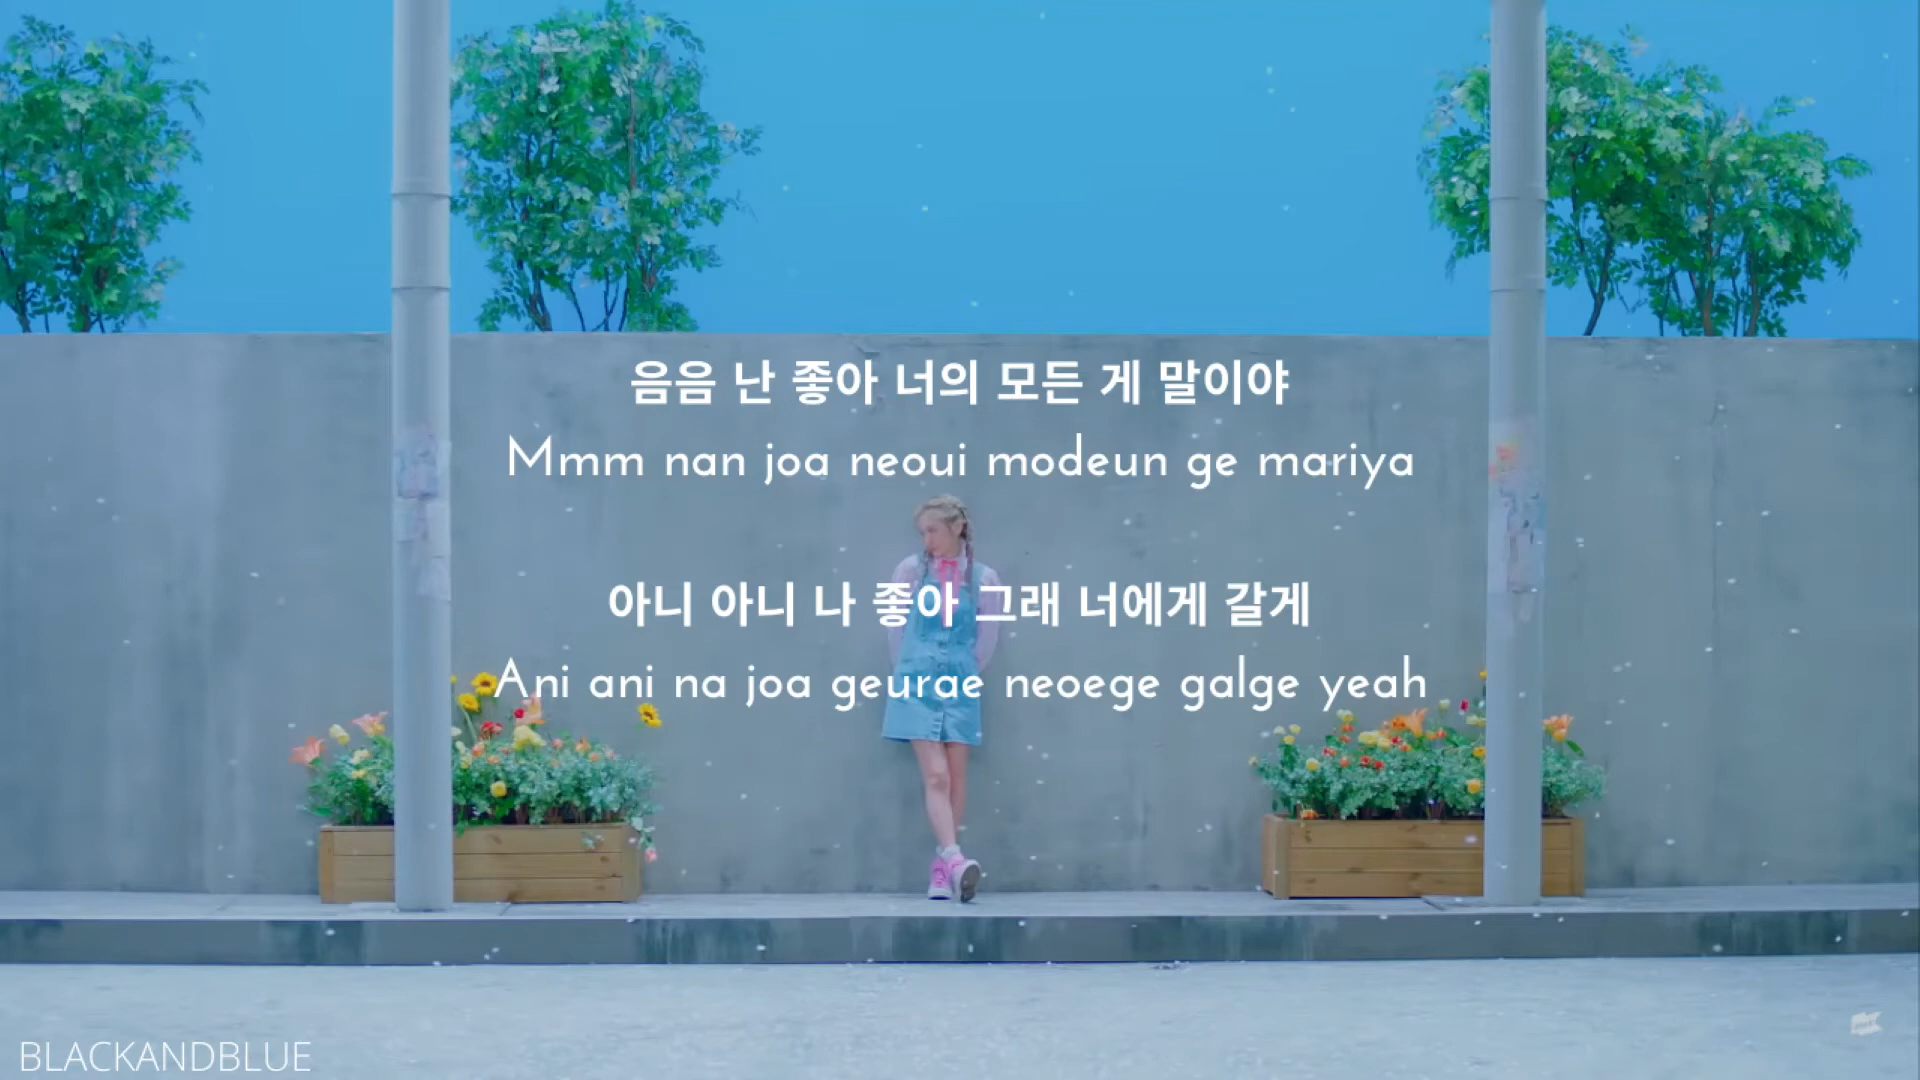 음음 난 좋아 너의 모든 게 말이야
Mmm nan joa neoui modeun ge mariya
아니 아니 나 좋아 그래 너에게 갈게
Ani ani na joa geurae neoege galge yeah
BLACKANDBLUE